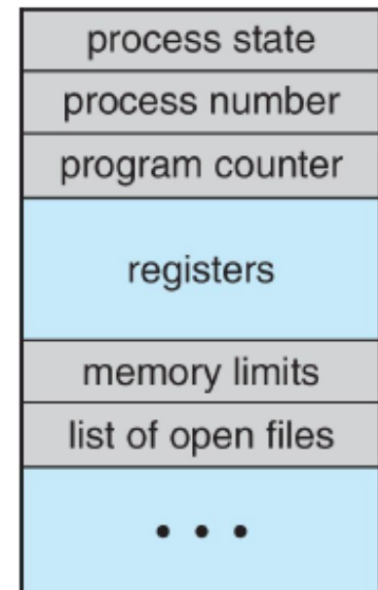 process state
process number
program counter
registers
memory limits
list of open files
• • •